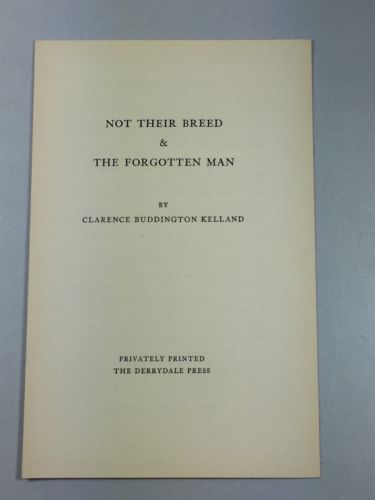 NOT THEIR BREED
&
THE FORGOTTEN MAN
BY
CLARENCE BUDDINGTON KELLAND
PRIVATELY PRINTED
THE DERRYDALE PRESS